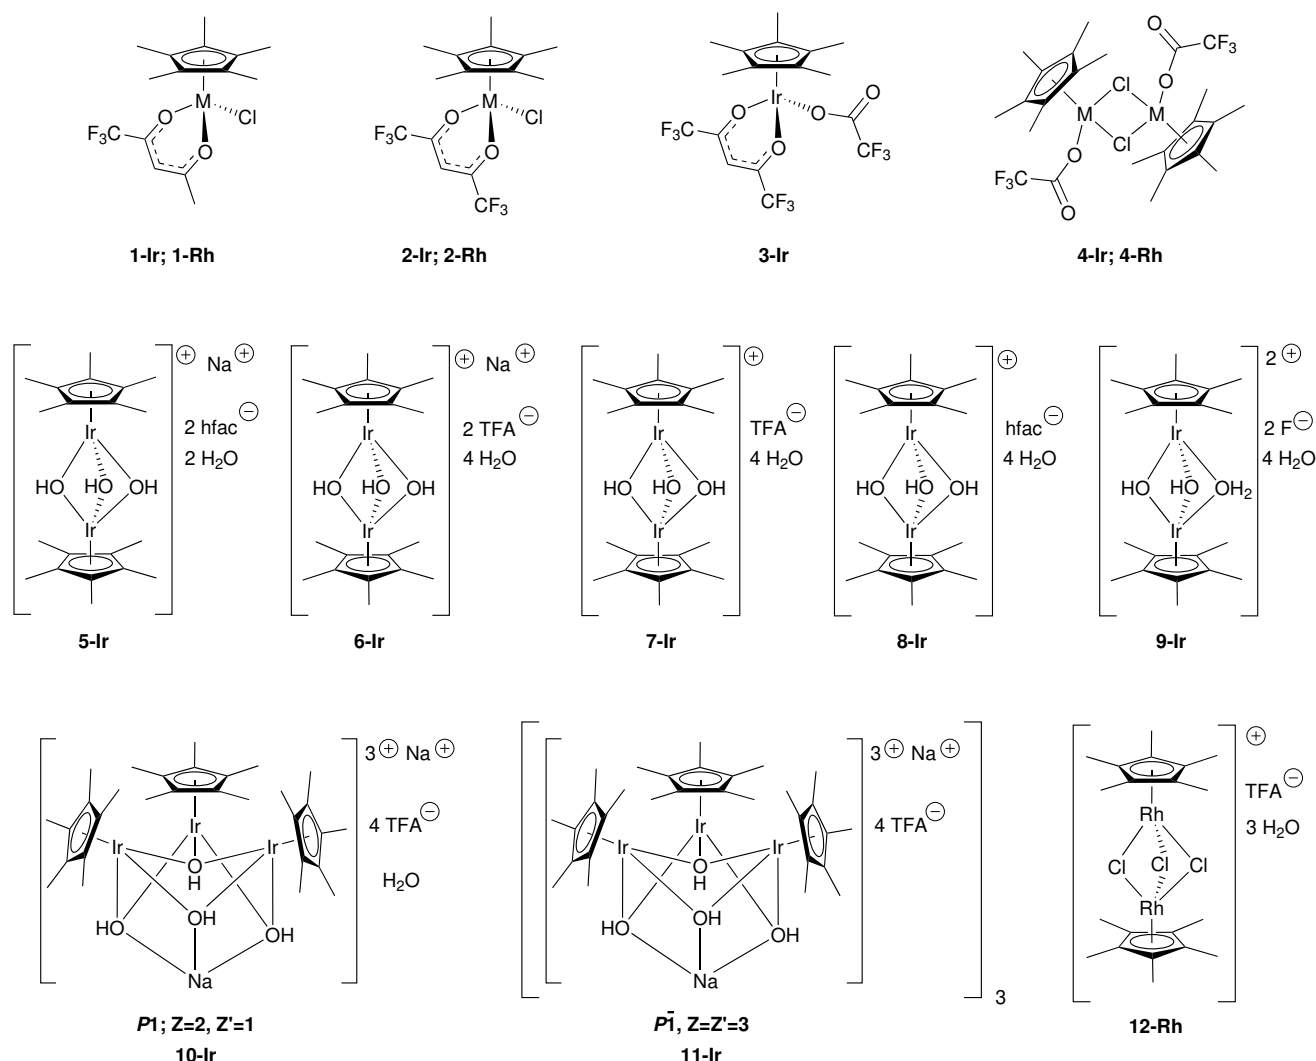 M
Cl
O
O
F₃C
1-Ir; 1-Rh
M
Cl
O
O
F₃C
CF₃
2-Ir; 2-Rh
Ir
O
O
O
O
F₃C
CF₃
CF₃
3-Ir
O
CF₃
O
Cl
M
M
Cl
O
F₃C
O
4-Ir; 4-Rh
⊕ Na⊕
Ir
2 hfac⊖
2 H₂O
HO HO OH
Ir
5-Ir
⊕ Na⊕
Ir
2 TFA⊖
4 H₂O
HO HO OH
Ir
6-Ir
⊕
Ir
TFA⊖
4 H₂O
HO HO OH
Ir
7-Ir
⊕
Ir
hfac⊖
4 H₂O
HO HO OH
Ir
8-Ir
2⊕
Ir
2 F⊖
4 H₂O
HO HO OH₂
Ir
9-Ir
3⊕ Na⊕
4 TFA⊖
H₂O
Ir
Ir
Ir
O
H
HO
OH
OH
Na
P1; Z=2, Z'=1
10-Ir
3⊕ Na⊕
4 TFA⊖
Ir
Ir
Ir
O
H
HO
OH
OH
Na
3
P1̄, Z=Z'=3
11-Ir
⊕
TFA⊖
3 H₂O
Rh
Cl Cl Cl
Rh
12-Rh